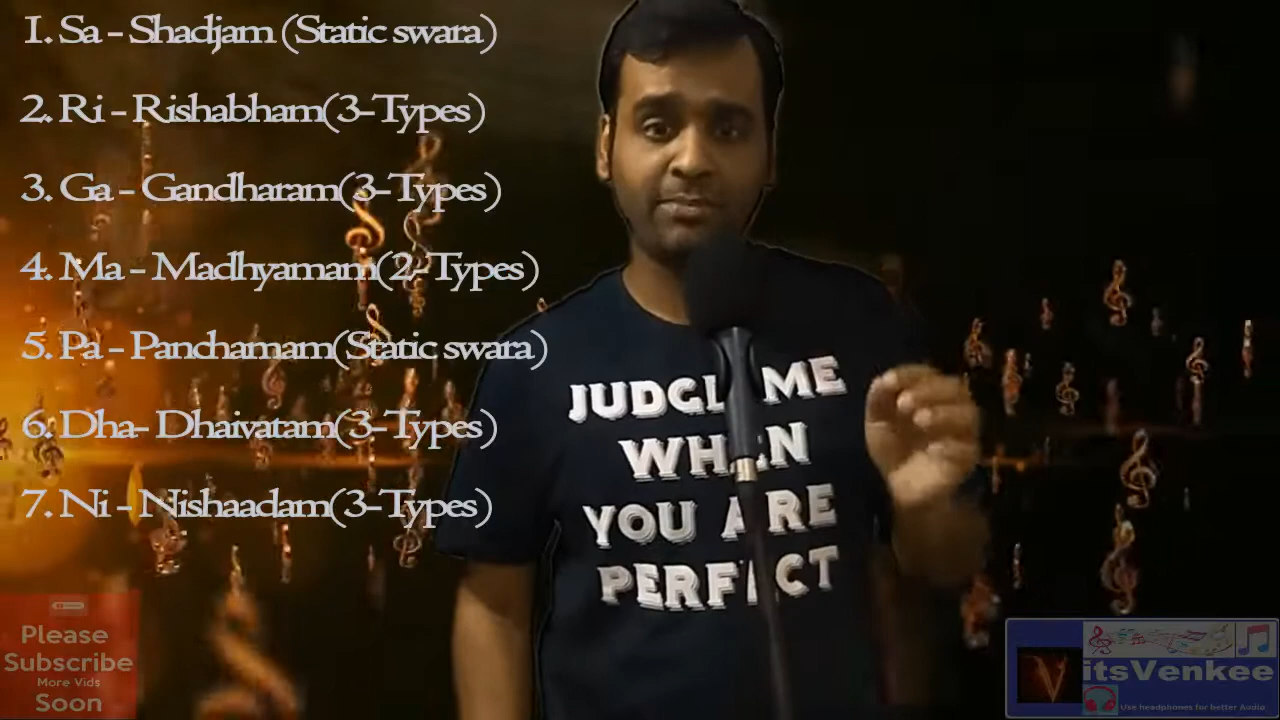 1. Sa - Shadjam (Static swara)
2. Ri - Rishabham(3-Types)
3. Ga - Gandharam(3-Types)
4. Ma - Madhyamam(2-Types)
5. Pa - Panchamam(Static swara)
6. Dha- Dhaivatam(3-Types)
7. Ni - Nishaadam(3-Types)
JUDGE ME
WHEN
YOU ARE
PERFECT
Please
Subscribe
More Vids
Soon
V itsVenkee
Use headphones for better Audio